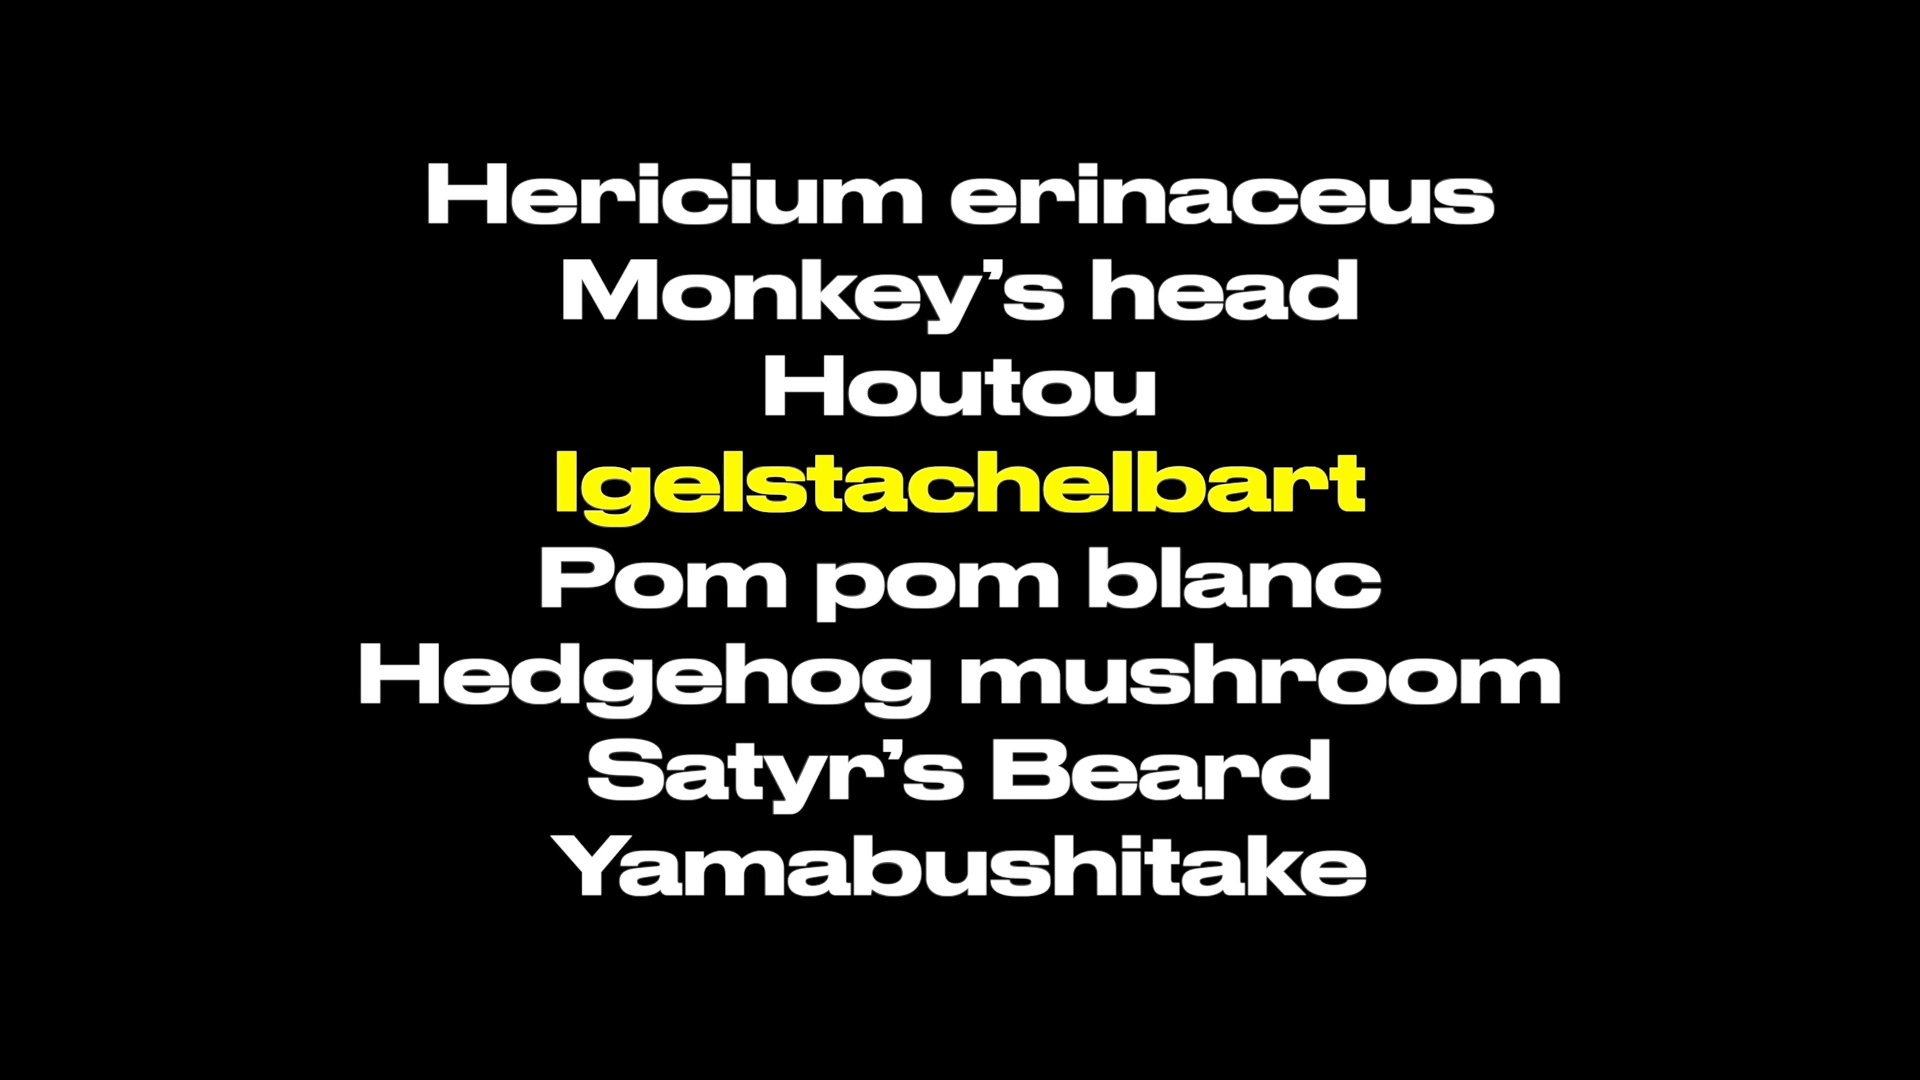 Hericium erinaceus
Monkey’s head
Houtou
Igelstachelbart
Pom pom blanc
Hedgehog mushroom
Satyr’s Beard
Yamabushitake